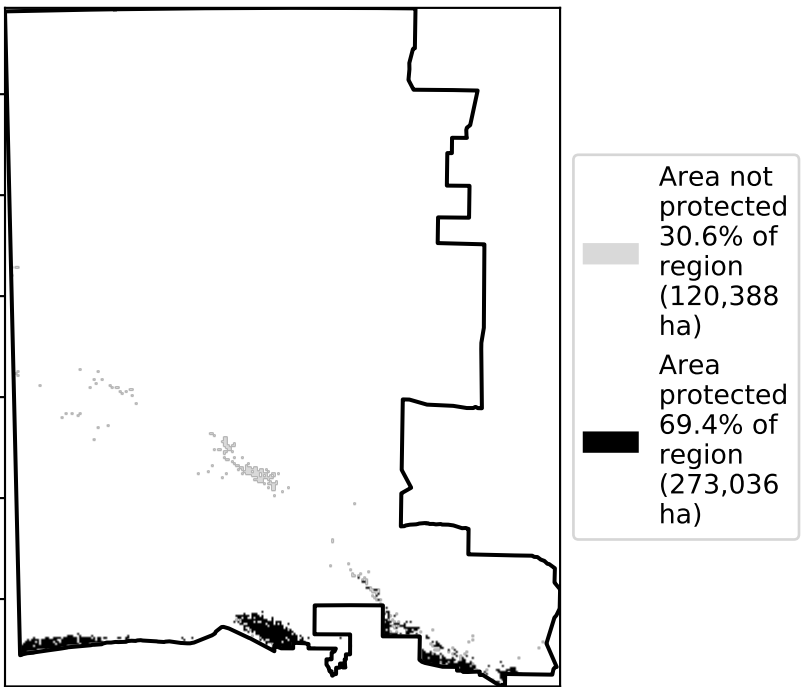 Area not
protected
30.6% of
region
(120,388
ha)
Area
protected
69.4% of
region
(273,036
ha)